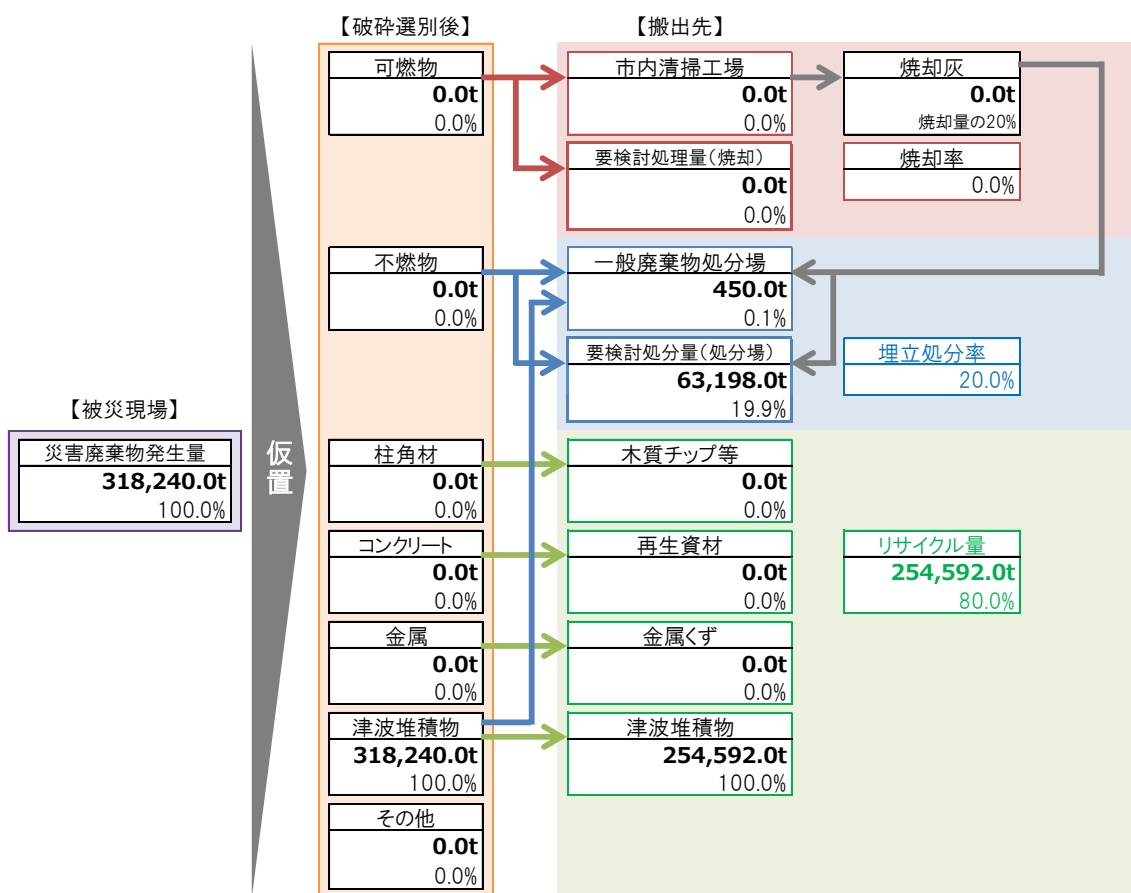 【被災現場】
災害廃棄物発生量
318,240.0t
100.0%
仮置
【破砕選別後】
可燃物
0.0t
0.0%
不燃物
0.0t
0.0%
柱角材
0.0t
0.0%
コンクリート
0.0t
0.0%
金属
0.0t
0.0%
津波堆積物
318,240.0t
100.0%
その他
0.0t
0.0%
【搬出先】
市内清掃工場
0.0t
0.0%
要検討処理量(焼却)
0.0t
0.0%
一般廃棄物処分場
450.0t
0.1%
要検討処分量(処分場)
63,198.0t
19.9%
木質チップ等
0.0t
0.0%
再生資材
0.0t
0.0%
金属くず
0.0t
0.0%
津波堆積物
254,592.0t
100.0%
焼却灰
0.0t
焼却量の20%
焼却率
0.0%
埋立処分率
20.0%
リサイクル量
254,592.0t
80.0%